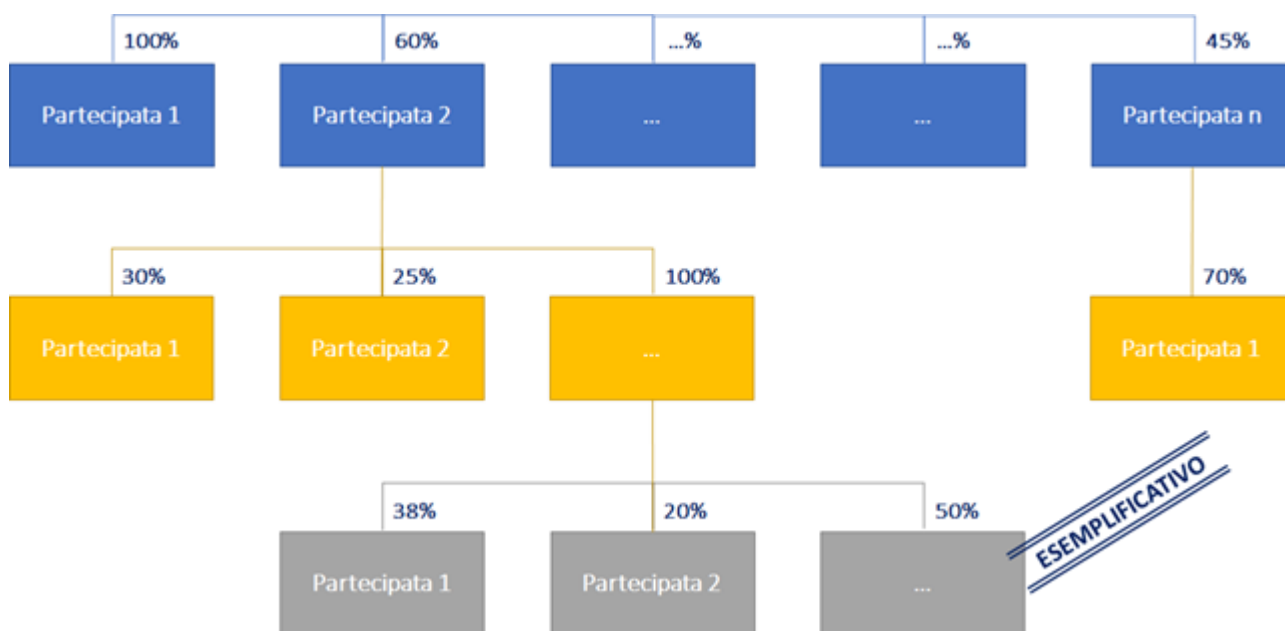 100%
60%
...%
...%
45%
Partecipata 1
Partecipata 2
...
...
Partecipata n
30%
25%
100%
70%
Partecipata 1
Partecipata 2
...
Partecipata 1
ESEMPLIFICATIVO
38%
20%
50%
Partecipata 1
Partecipata 2
...